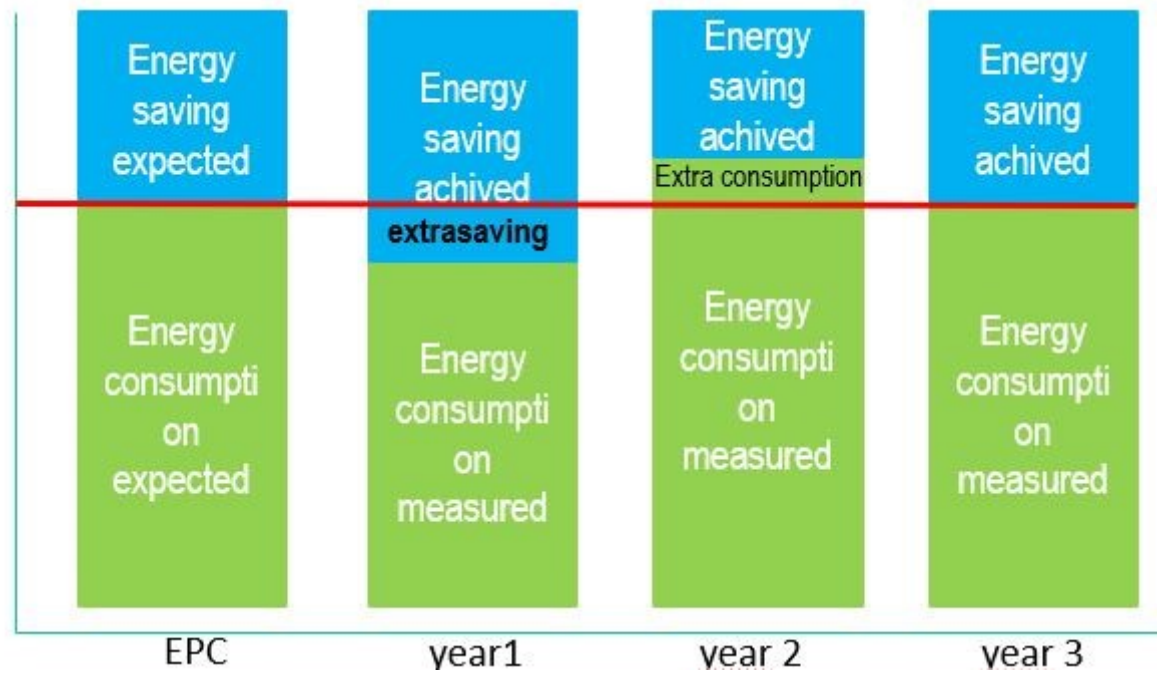 Energy
saving
expected
Energy
consumpti
on
expected
EPC
Energy
saving
achived
extrasaving
Energy
consumpti
on
measured
year1
Energy
saving
achived
Extra consumption
Energy
consumpti
on
measured
year 2
Energy
saving
achived
Energy
consumpti
on
measured
year 3